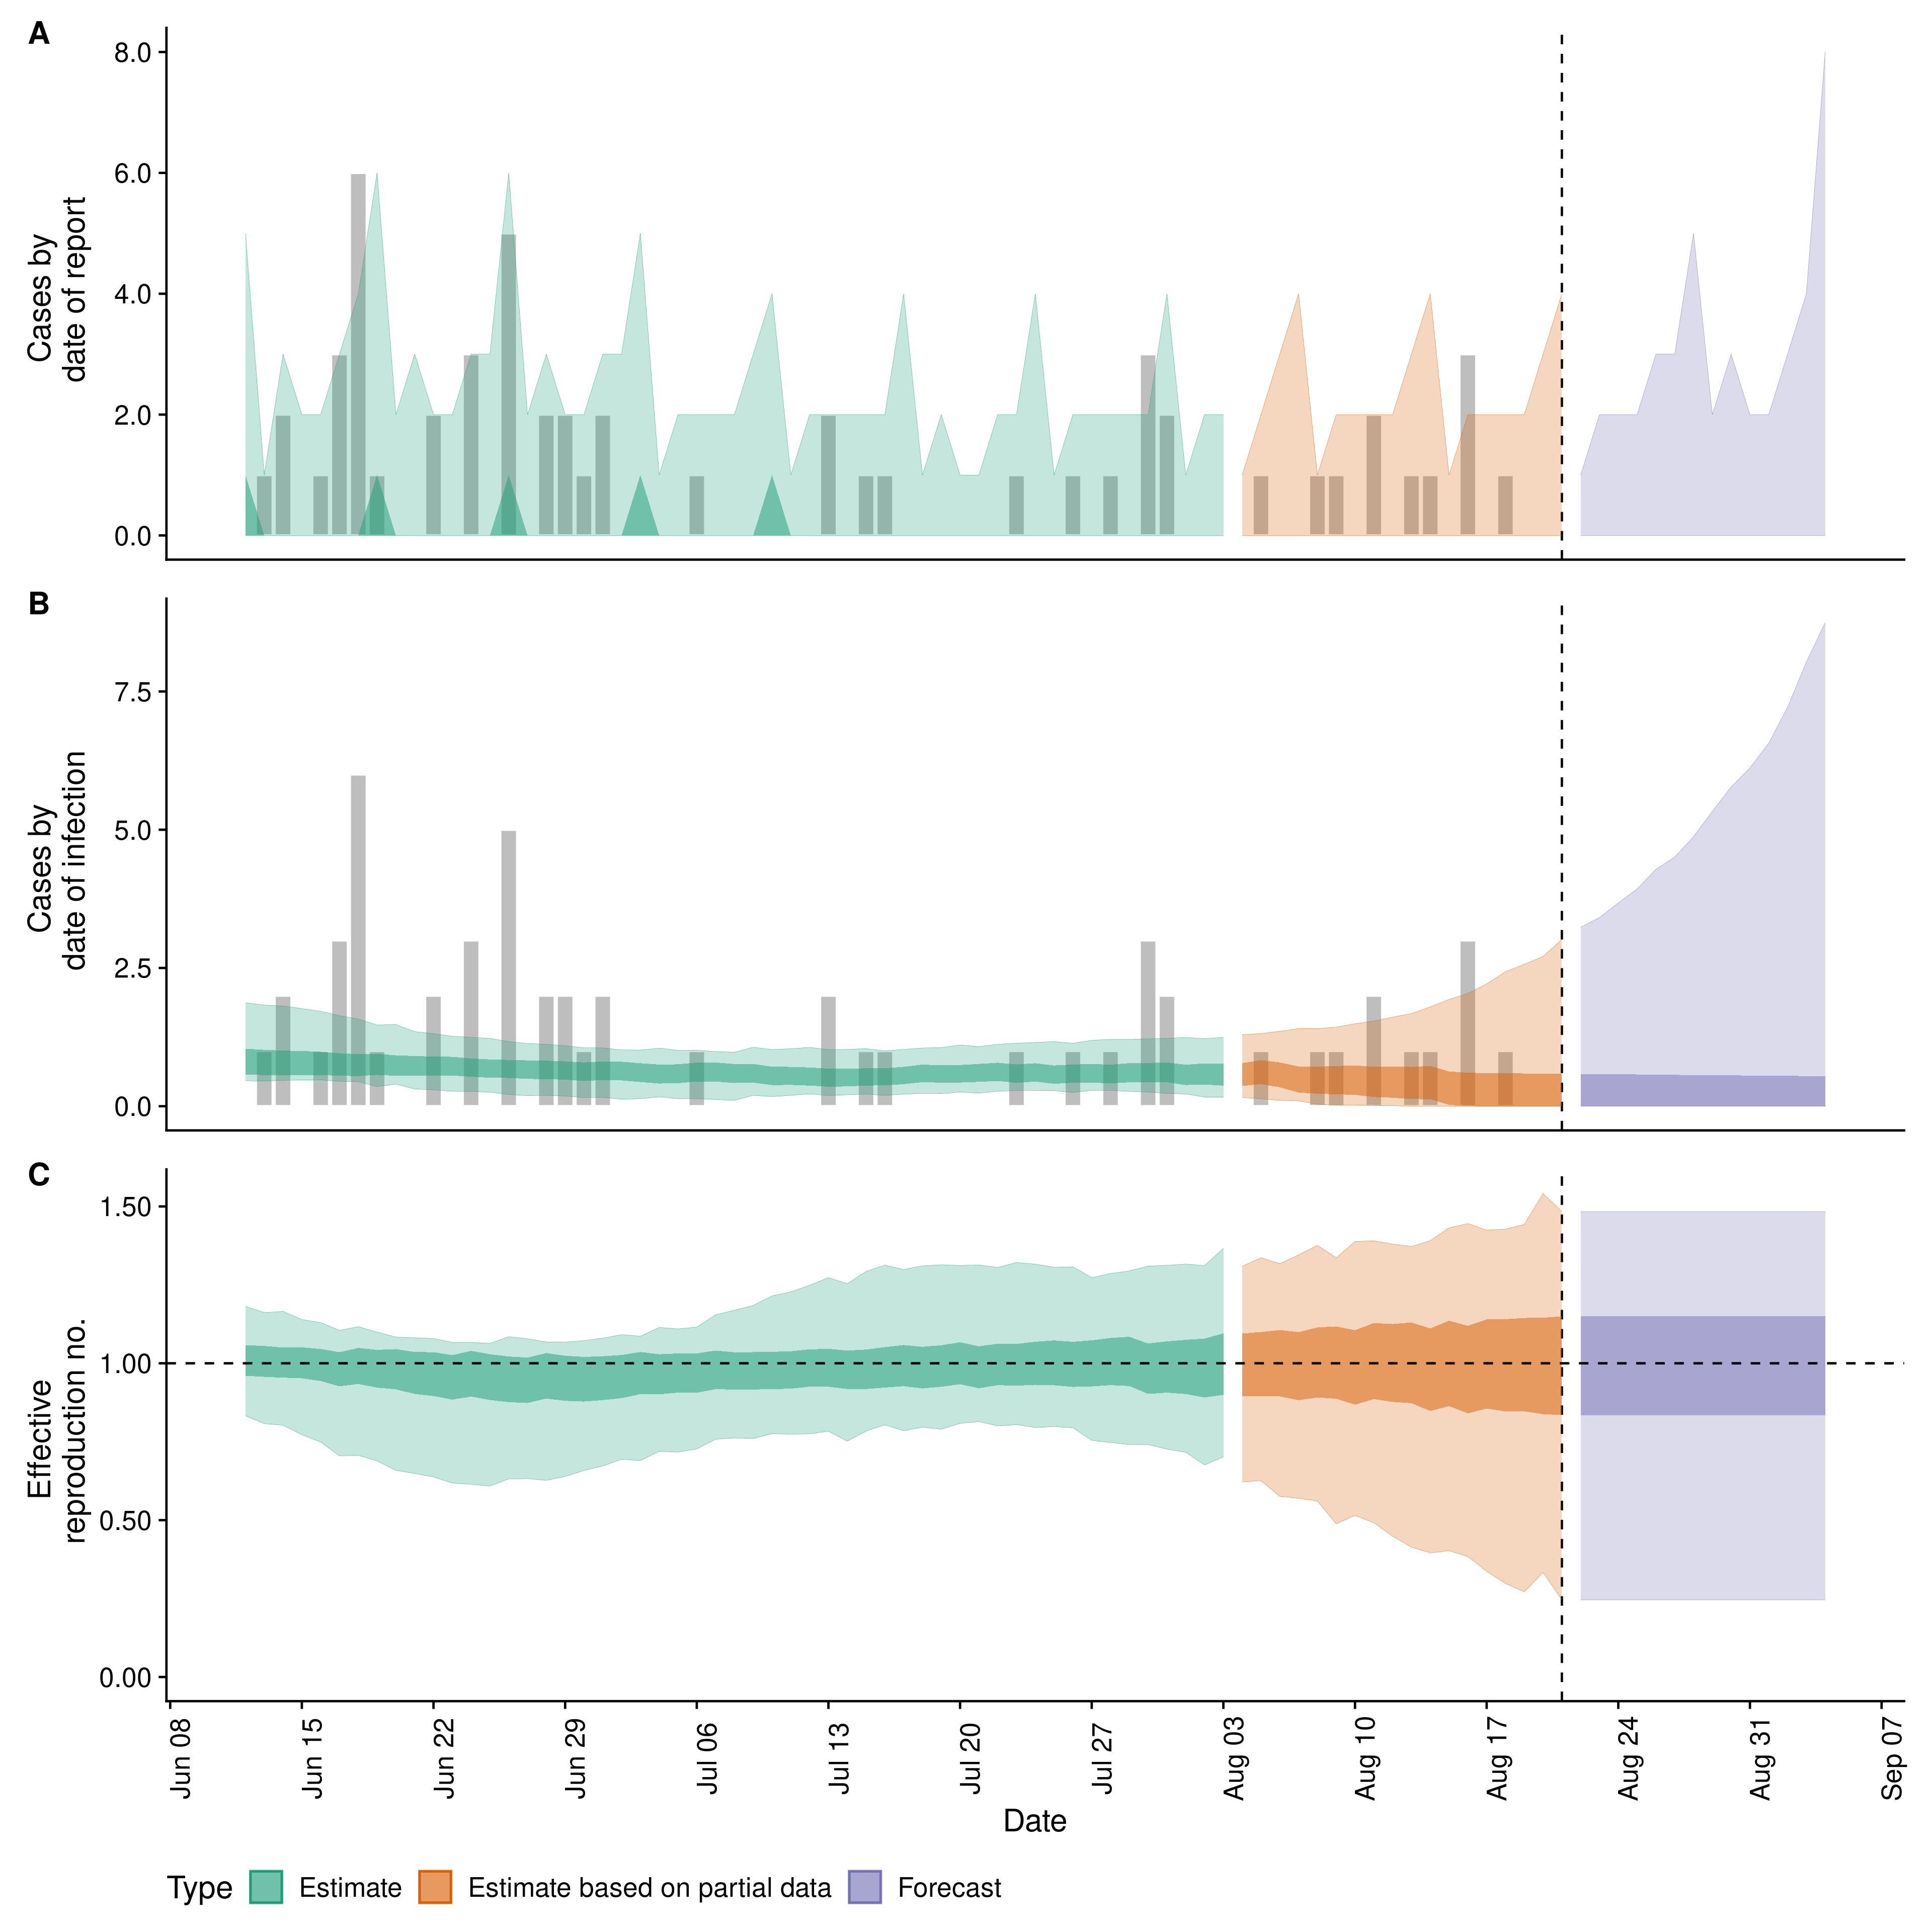 A
8.0
6.0
4.0
2.0
0.0
Cases by
date of report
B
7.5
5.0
2.5
0.0
Cases by
date of infection
C
1.50
1.00
0.50
0.00
Effective
reproduction no.
Jun 08
Jun 15
Jun 22
Jun 29
Jul 06
Jul 13
Jul 20
Jul 27
Aug 03
Aug 10
Aug 17
Aug 24
Aug 31
Sep 07
Date
Type
Estimate
Estimate based on partial data
Forecast